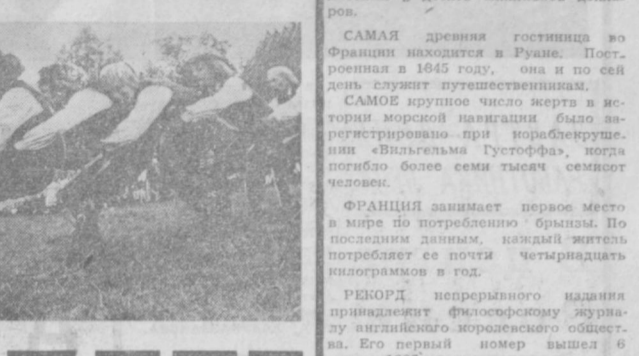 ров.
САМАЯ древняя гостиница во
Франции находится в Руане. Пост-
роенная в 1645 году, она и по сей
день служит путешественникам.
САМОЕ крупное число жертв в ис-
тории морской навигации было за-
регистрировано при кораблекруше-
нии «Вильгельма Густоффа», когда
погибло более семи тысяч семисот
человек.
ФРАНЦИЯ занимает первое место
в мире по потреблению брынзы. По
последним данным, каждый житель
потребляет ее почти четырнадцать
килограммов в год.
РЕКОРД непрерывного издания
принадлежит философскому журна-
лу английского королевского общест-
ва. Его первый номер вышел 6